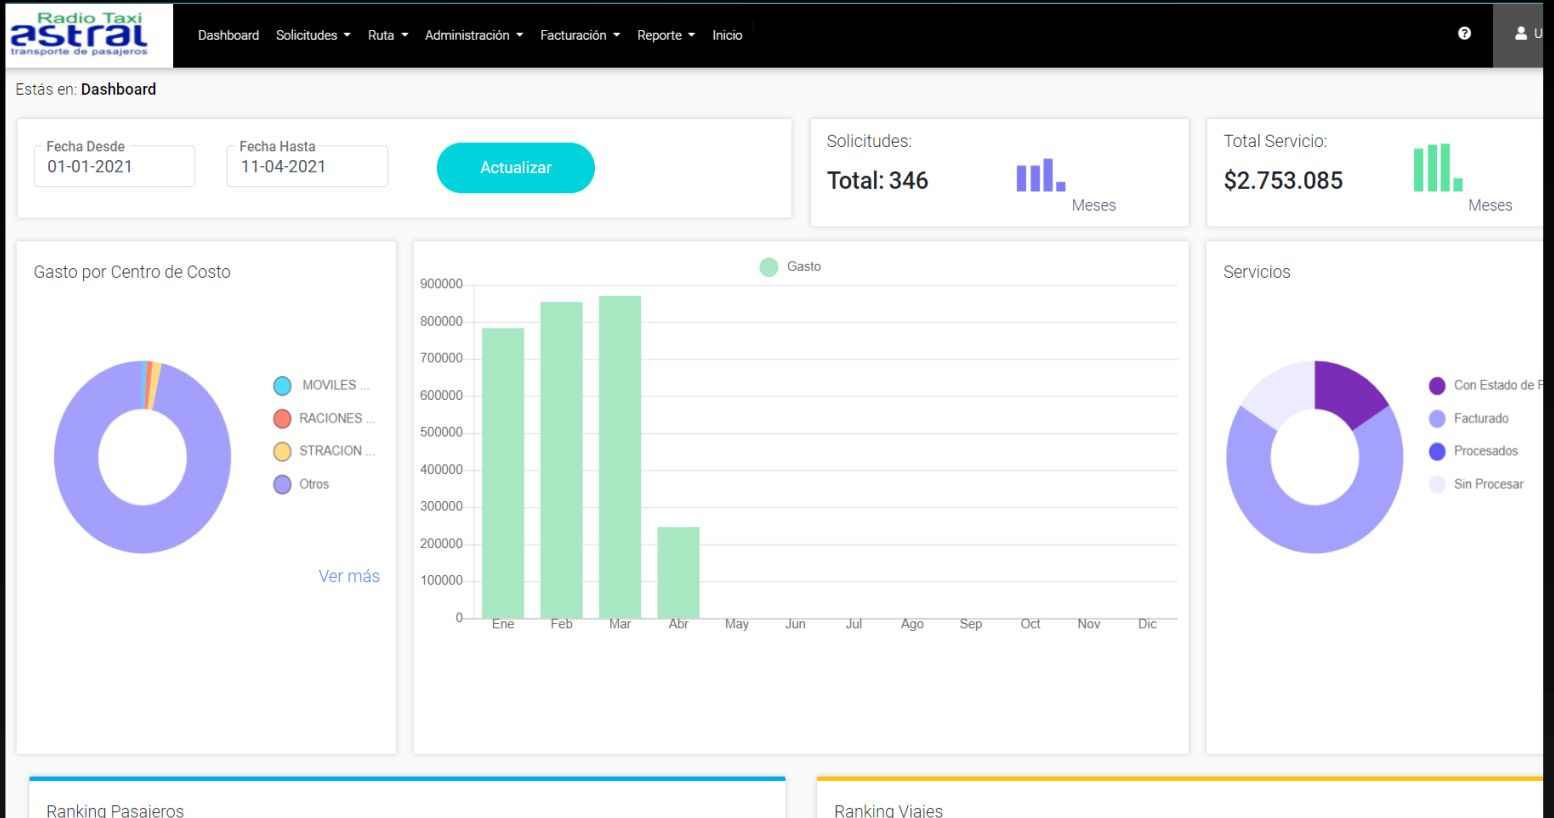 Radio Taxi
astral
transporte de pasajeros
Dashboard Solicitudes Ruta Administración Facturación Reporte Inicio
Estás en: Dashboard
Fecha Desde
01-01-2021
Fecha Hasta
11-04-2021
Actualizar
Solicitudes:
Total: 346
Meses
Total Servicio:
$2.753.085
Meses
Gasto por Centro de Costo
MOVILES ...
RACIONES ...
STRACION ...
Otros
Ver más
Gasto
900000
800000
700000
600000
500000
400000
300000
200000
100000
0
Ene Feb Mar Abr May Jun Jul Ago Sep Oct Nov Dic
Servicios
Con Estado de
Facturado
Procesados
Sin Procesar
Ranking Pasajeros
Ranking Viajes